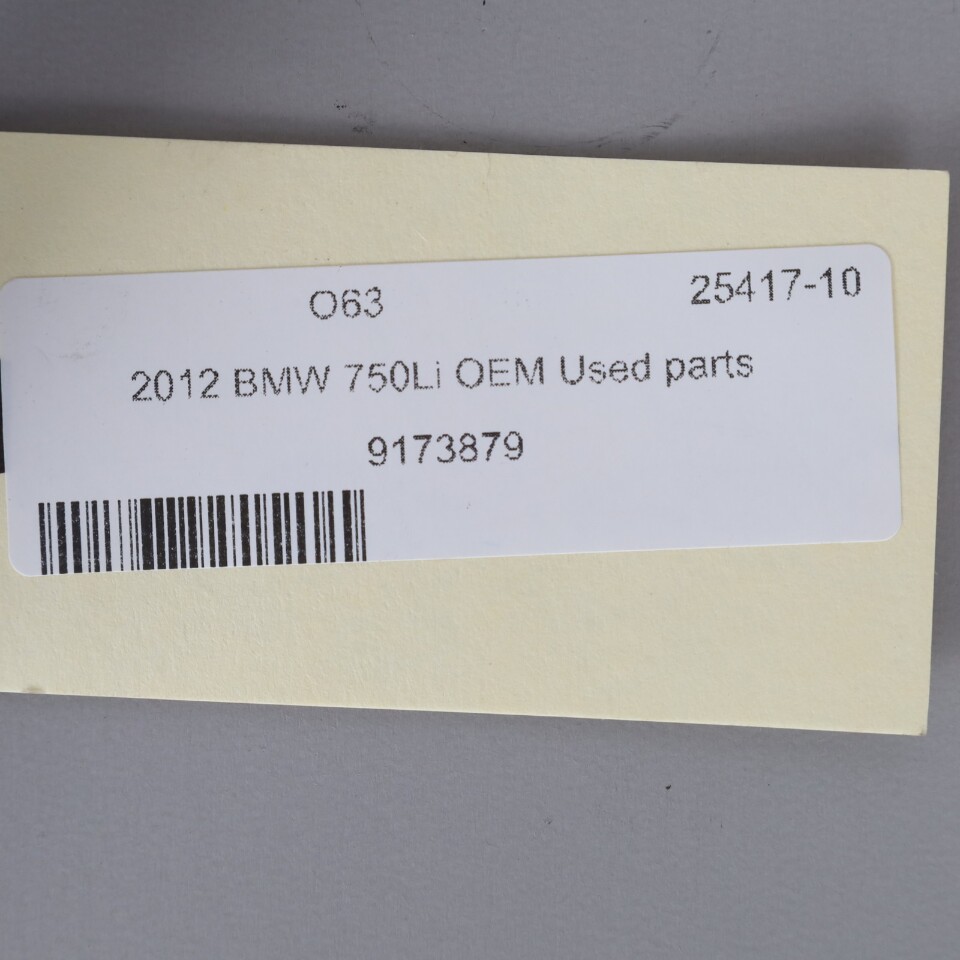 O63 25417-10
2012 BMW 750Li OEM Used parts
9173879